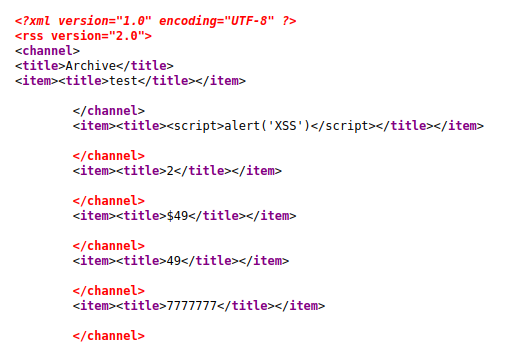 <?xml version="1.0" encoding="UTF-8" ?>
<rss version="2.0">
<channel>
<title>Archive</title>
<item><title>test</title></item>
</channel>
<item><title><script>alert('XSS')</script></title></item>
</channel>
<item><title>2</title></item>
</channel>
<item><title>$49</title></item>
</channel>
<item><title>49</title></item>
</channel>
<item><title>7777777</title></item>
</channel>